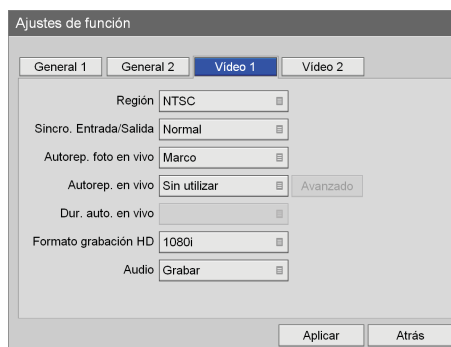 Ajustes de función
General 1 General 2 Vídeo 1 Vídeo 2
Región NTSC
Sincro. Entrada/Salida Normal
Autorep. foto en vivo Marco
Autorep. en vivo Sin utilizar Avanzado
Dur. auto. en vivo
Formato grabación HD 1080i
Audio Grabar
Aplicar Atrás